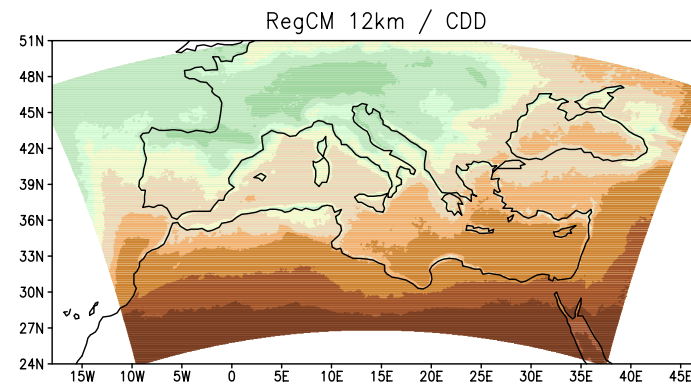 RegCM 12km / CDD
51N
48N
45N
42N
39N
36N
33N
30N
27N
24N
15W 10W 5W 0 5E 10E 15E 20E 25E 30E 35E 40E 45E